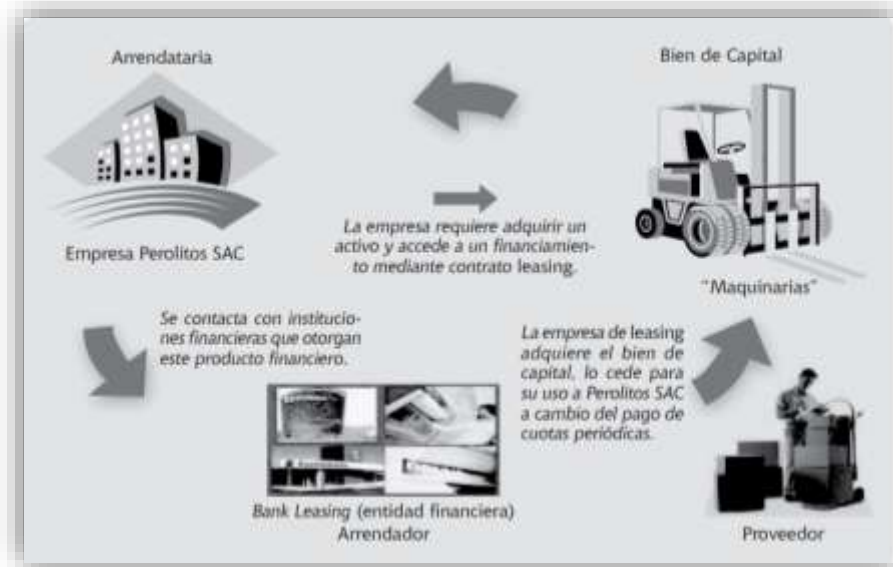 Arrendataria
Bien de Capital
La empresa requiere adquirir un
activo y accede a un financiamien-
to mediante contrato leasing.
Empresa Perolitos SAC
"Maquinarias"
Se contacta con institucio-
nes financieras que otorgan
este producto financiero.
La empresa de leasing
adquiere el bien de
capital, lo cede para
su uso a Perolitos SAC
a cambio del pago de
cuotas periódicas.
Bank Leasing (entidad financiera)
Arrendador
Proveedor